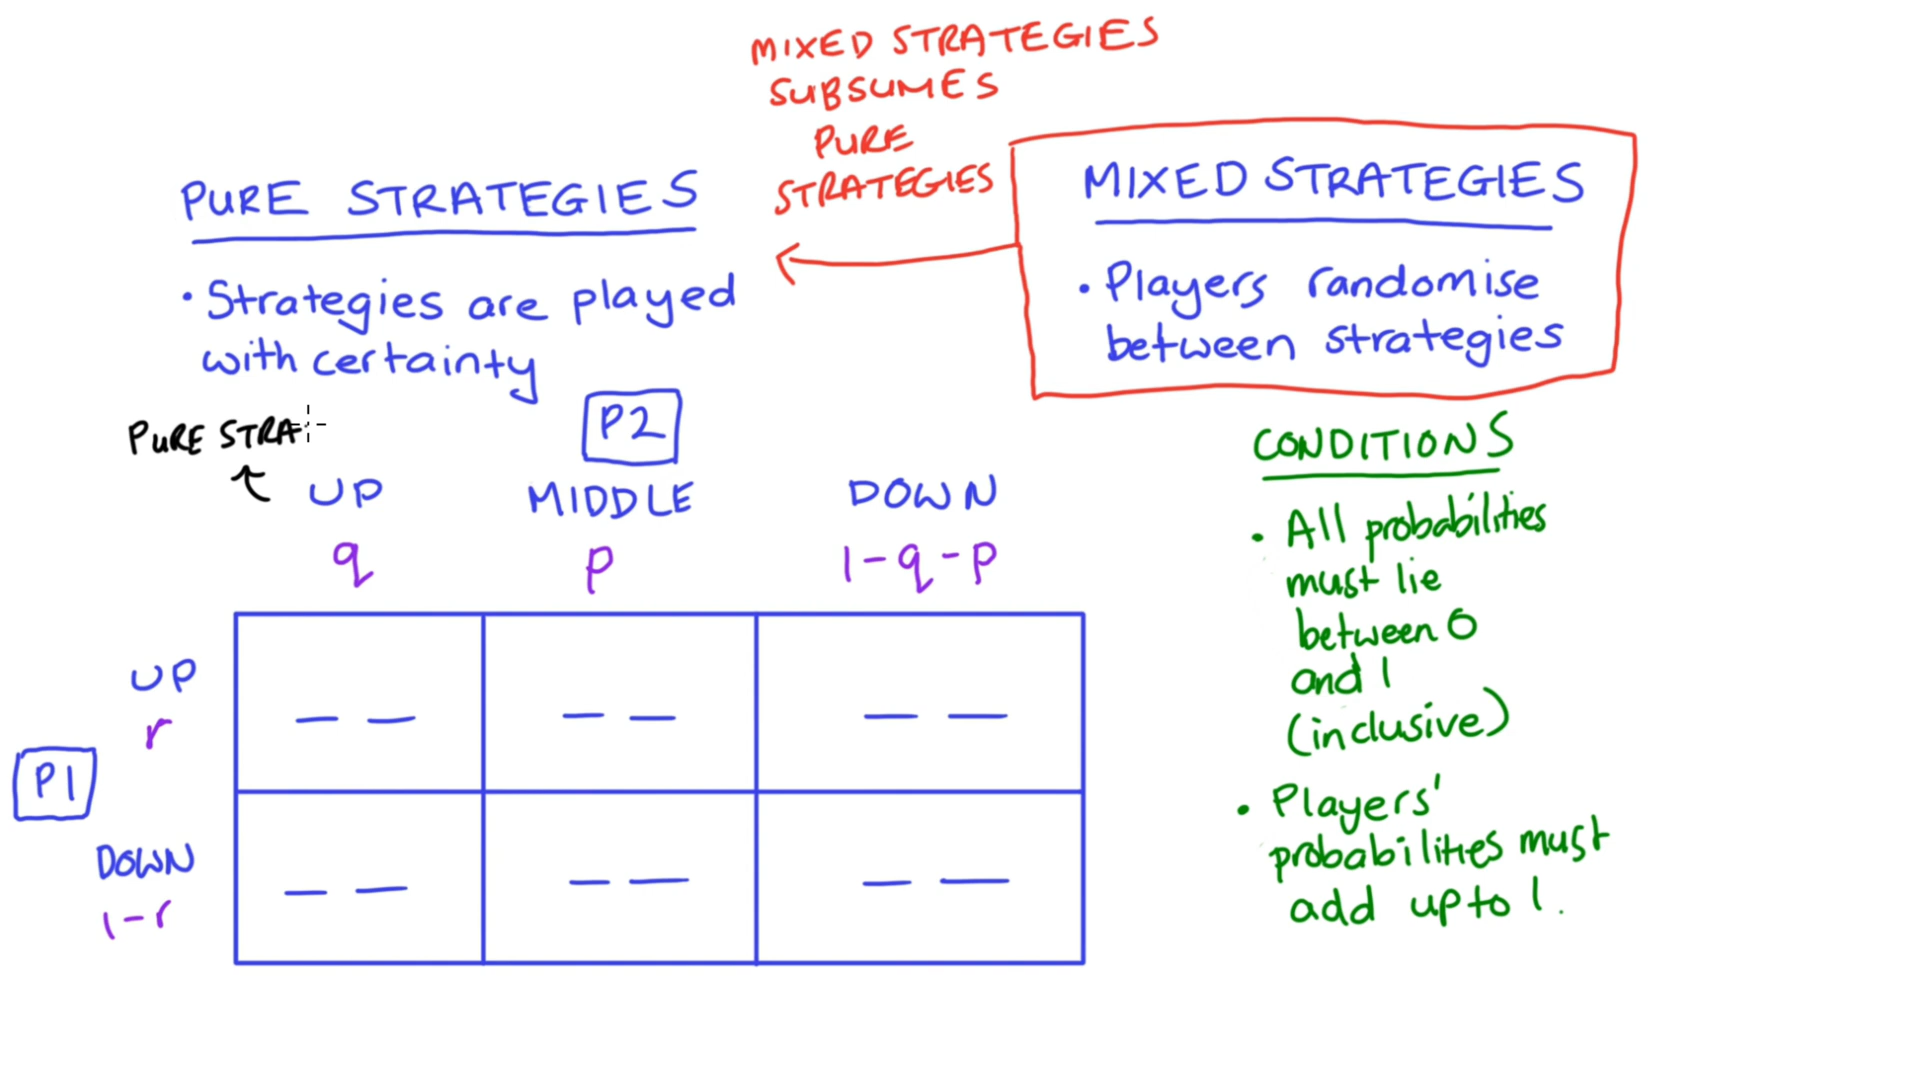 MIXED STRATEGIES
SUBSUMES
PURE
STRATEGIES
PURE STRATEGIES
• Strategies are played
with certainty
MIXED STRATEGIES
• Players randomise
between strategies
PURE STRA
P2
UP MIDDLE DOWN
q p 1-q-p
UP
r
P1
DOWN
1-r
CONDITIONS
• All probabilities
must lie
between 0
and 1
(inclusive)
• Players'
probabilities must
add up to 1.